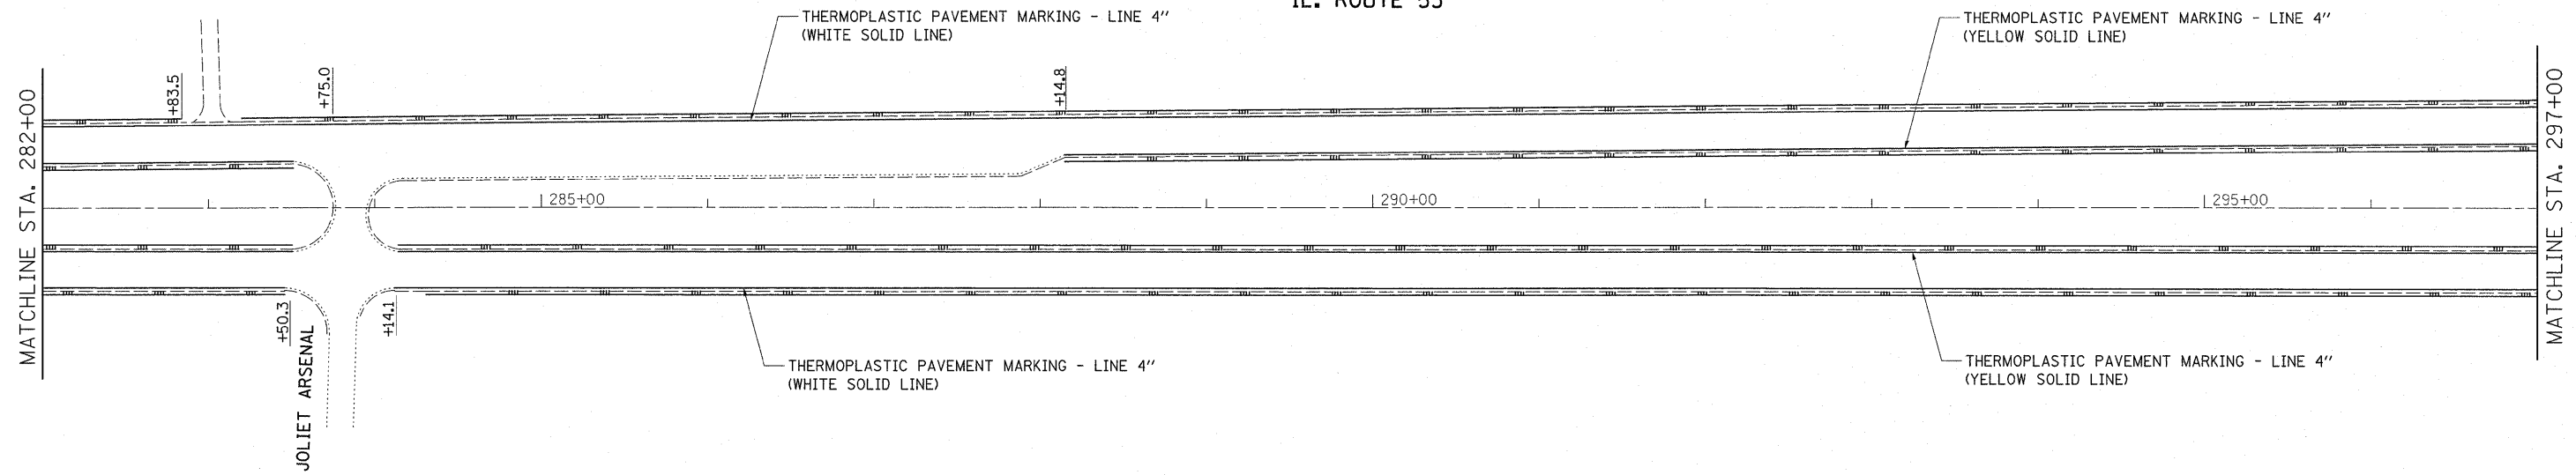 IL. ROUTE 53
THERMOPLASTIC PAVEMENT MARKING - LINE 4"
(WHITE SOLID LINE)
THERMOPLASTIC PAVEMENT MARKING - LINE 4"
(YELLOW SOLID LINE)
MATCHLINE STA. 282+00
+83.5
+75.0
+14.8
MATCHLINE STA. 297+00
285+00
290+00
295+00
+50.3
+14.1
JOLIET ARSENAL
THERMOPLASTIC PAVEMENT MARKING - LINE 4"
(WHITE SOLID LINE)
THERMOPLASTIC PAVEMENT MARKING - LINE 4"
(YELLOW SOLID LINE)